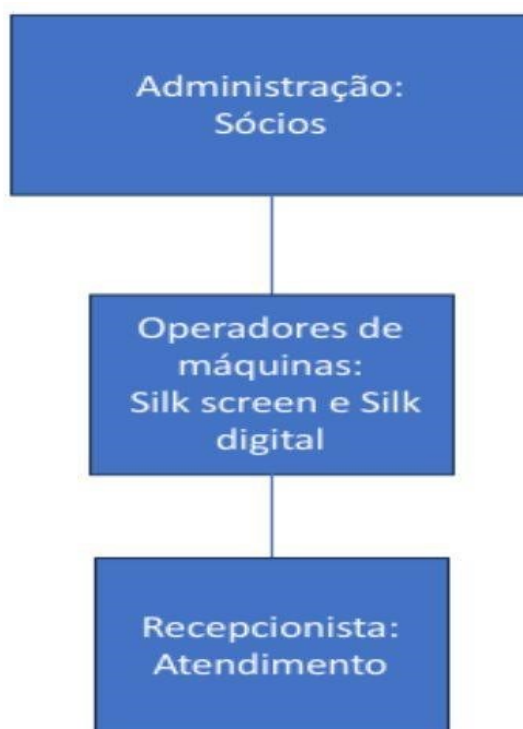 Administração:
Sócios
Operadores de
máquinas:
Silk screen e Silk
digital
Recepcionista:
Atendimento